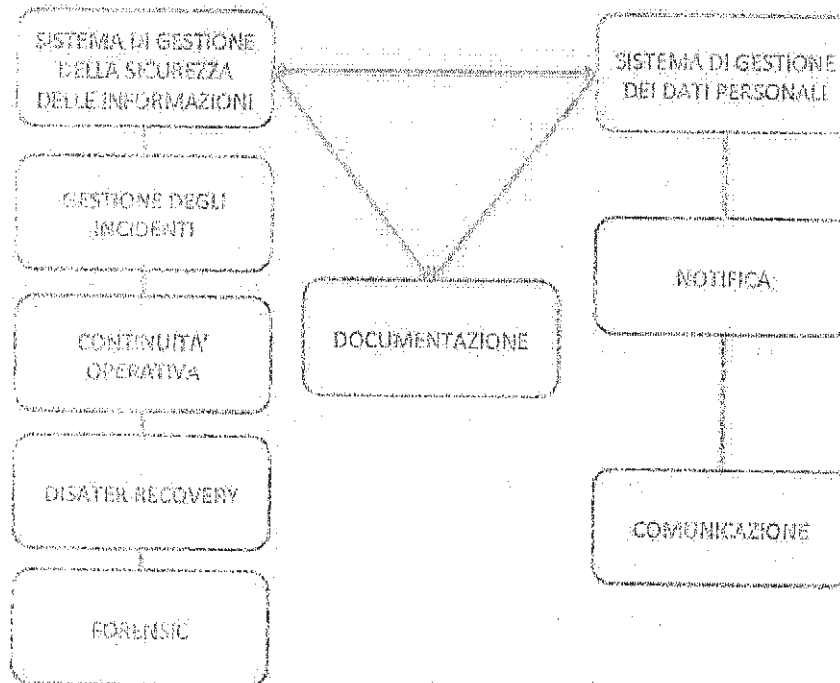 SISTEMA DI GESTIONE
DELLA SICUREZZA
DELLE INFORMAZIONI
GESTIONE DEGLI
INCIDENTI
CONTINUITA'
OPERATIVA
DISATER RECOVERY
FORENSIC
DOCUMENTAZIONE
SISTEMA DI GESTIONE
DEI DATI PERSONALI
NOTIFICA
COMUNICAZIONE